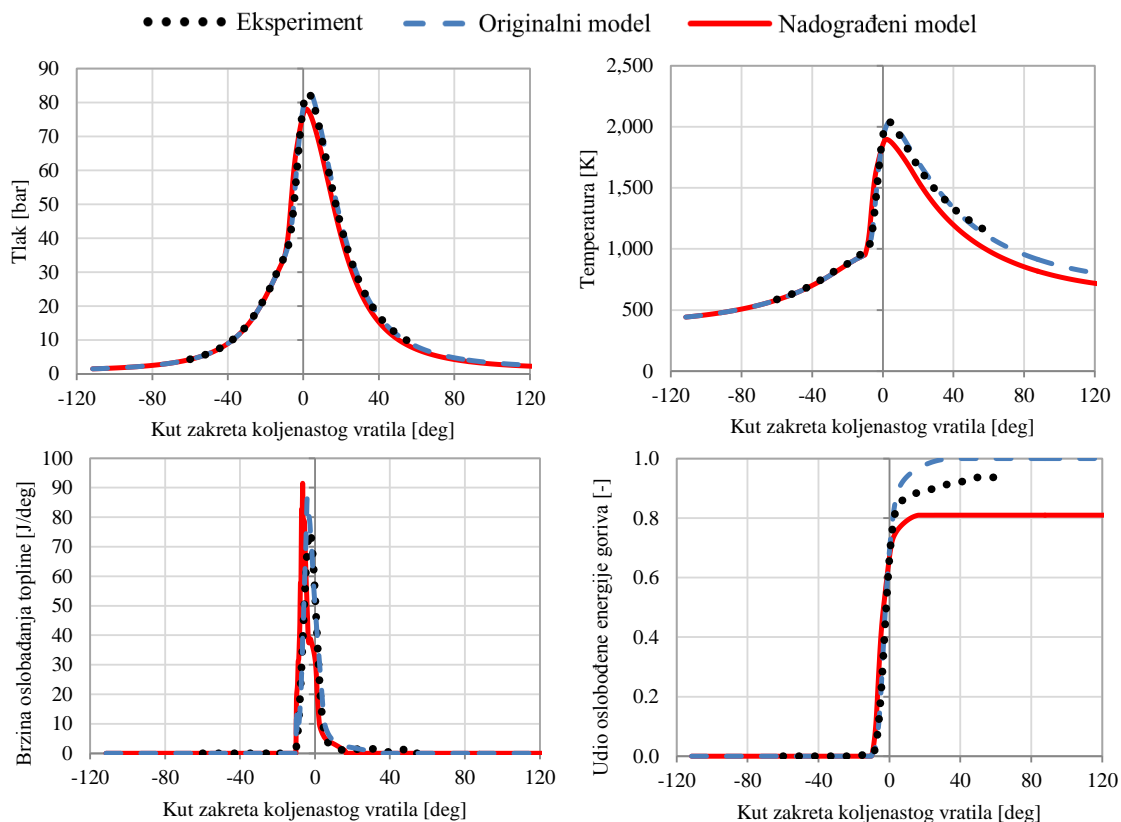 Eksperiment Originalni model Nadograđeni model
90
80
70
60
50
40
30
20
10
0
Tlak [bar]
-120 -80 -40 0 40 80 120
Kut zakreta koljenastog vratila [deg]
2,500
2,000
1,500
1,000
500
0
Temperatura [K]
-120 -80 -40 0 40 80 120
Kut zakreta koljenastog vratila [deg]
100
90
80
70
60
50
40
30
20
10
0
Brzina oslobađanja topline [J/deg]
-120 -80 -40 0 40 80 120
Kut zakreta koljenastog vratila [deg]
1.0
0.8
0.6
0.4
0.2
0.0
Udio oslobođene energije goriva [-]
-120 -80 -40 0 40 80 120
Kut zakreta koljenastog vratila [deg]